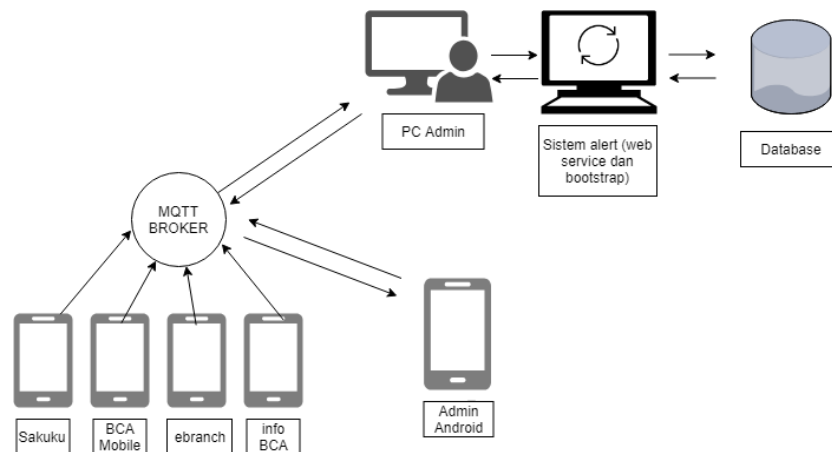 PC Admin
Sistem alert (web
service dan
bootstrap)
Database
MQTT
BROKER
Sakuku
BCA
Mobile
ebranch
info
BCA
Admin
Android